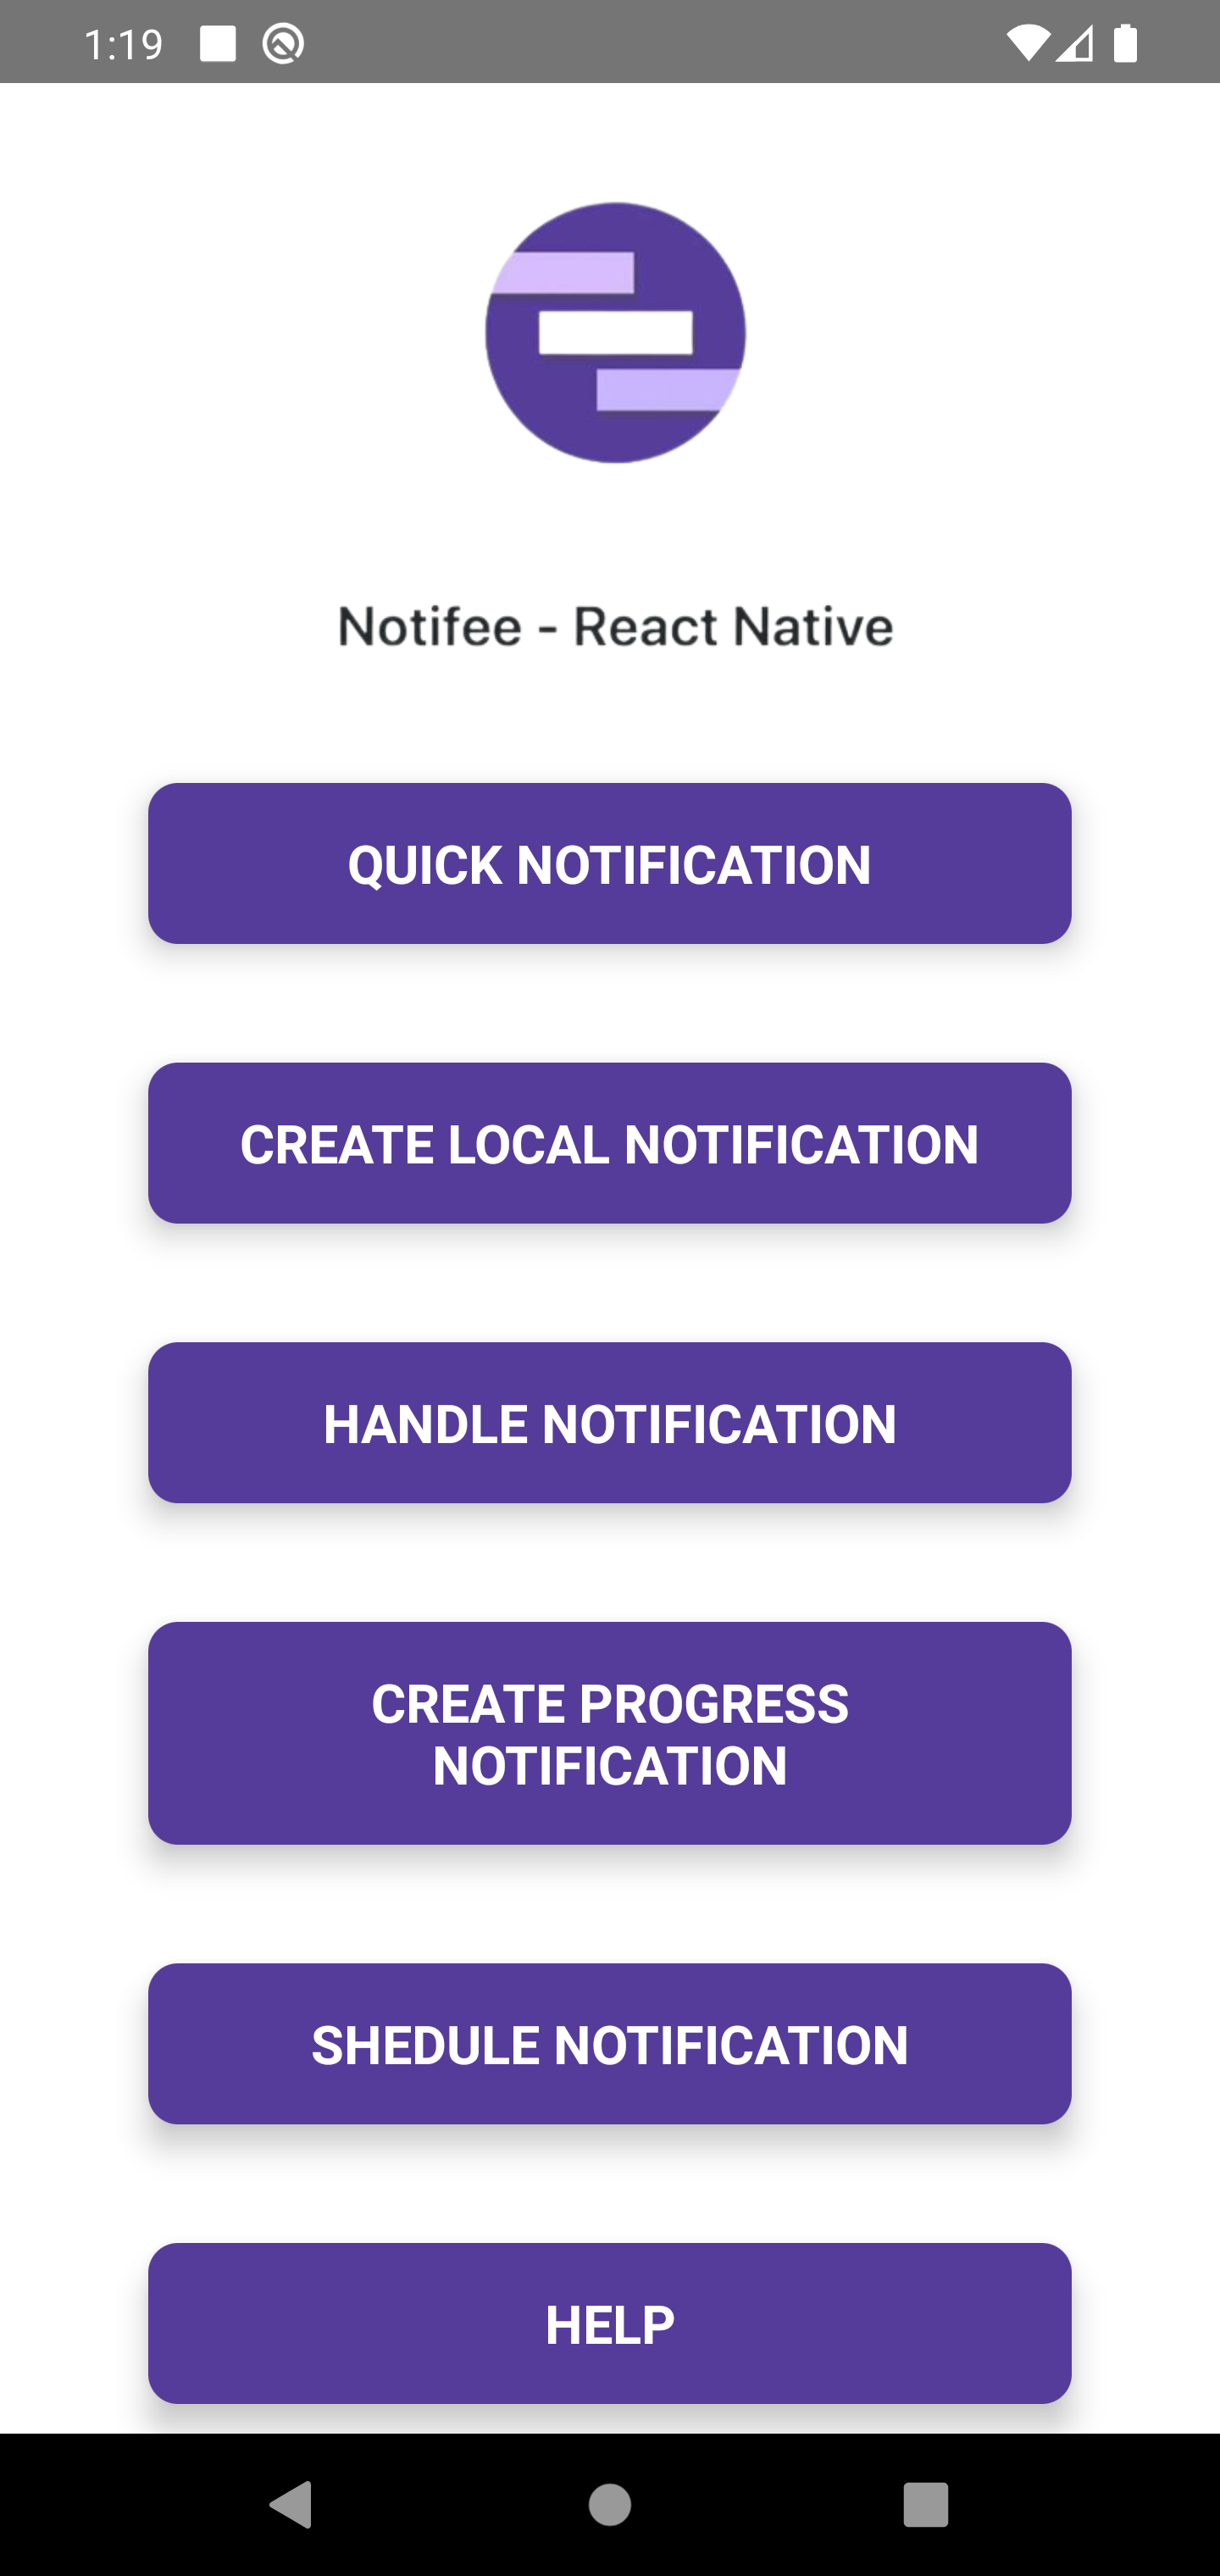 1:19
Notifee - React Native
QUICK NOTIFICATION
CREATE LOCAL NOTIFICATION
HANDLE NOTIFICATION
CREATE PROGRESS
NOTIFICATION
SHEDULE NOTIFICATION
HELP